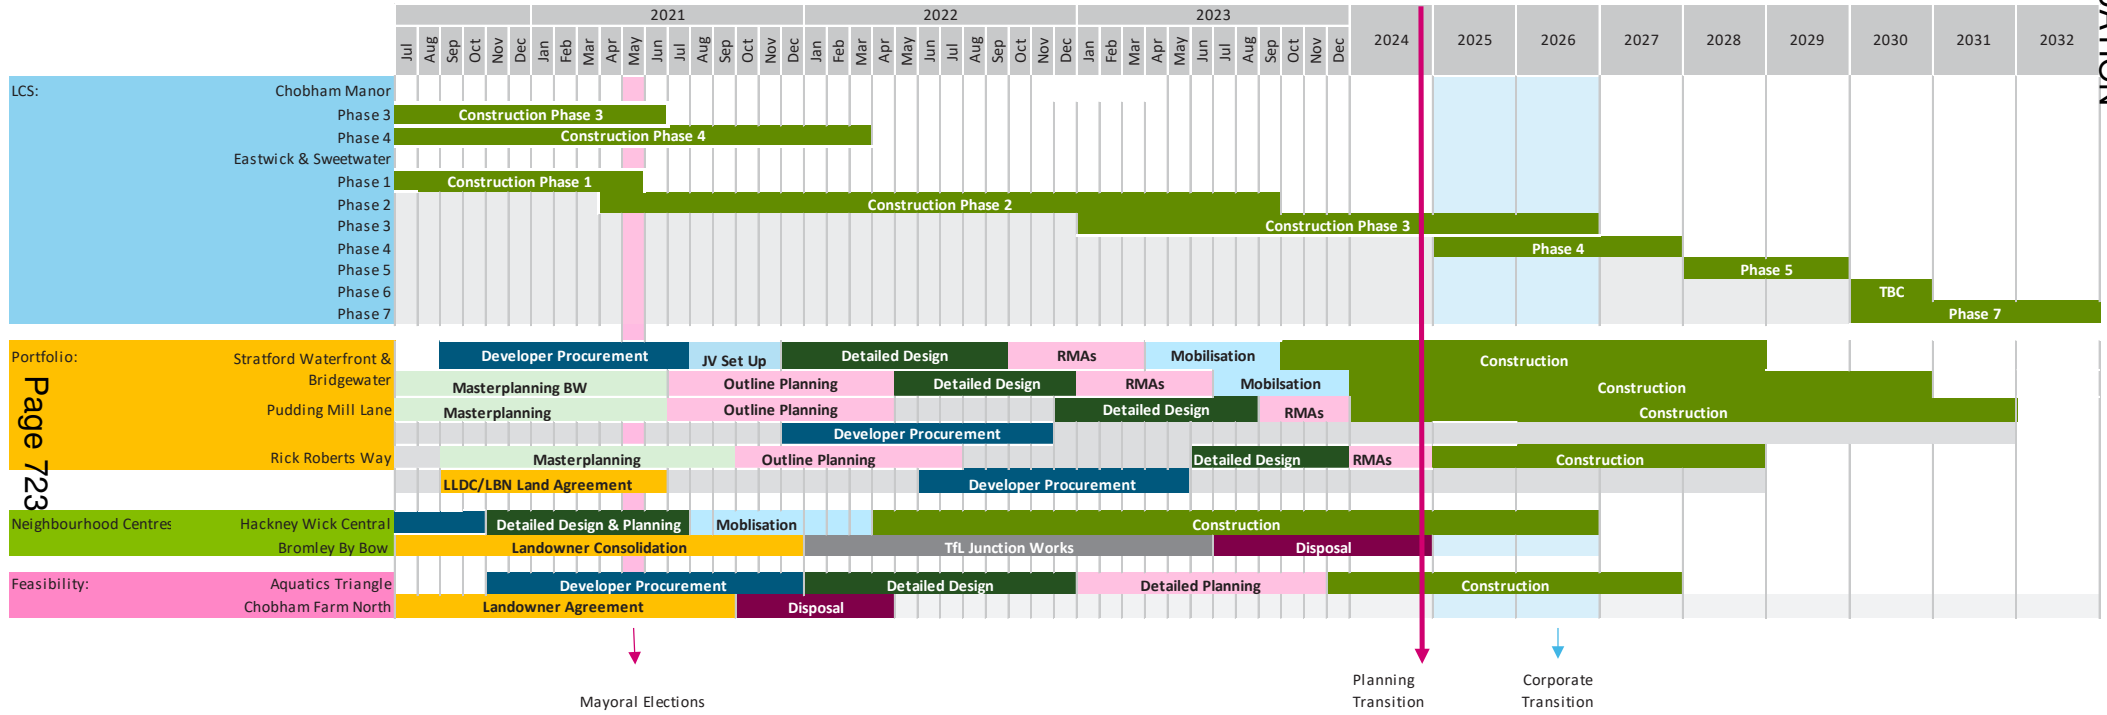 2021 2022 2023
Jul Aug Sep Oct Nov Dec Jan Feb Mar Apr May Jun Jul Aug Sep Oct Nov Dec Jan Feb Mar Apr May Jun Jul Aug Sep Oct Nov Dec Jan Feb Mar Apr May Jun Jul Aug Sep Oct Nov Dec 2024 2025 2026 2027 2028 2029 2030 2031 2032
LCS: Chobham Manor
Phase 3 Construction Phase 3
Phase 4 Construction Phase 4
Eastwick & Sweetwater
Phase 1 Construction Phase 1
Phase 2 Construction Phase 2
Phase 3 Construction Phase 3
Phase 4 Phase 4
Phase 5 Phase 5
Phase 6 TBC
Phase 7 Phase 7
Portfolio: Stratford Waterfront & Developer Procurement JV Set Up Detailed Design RMAs Mobilisation Construction
Bridgewater Masterplanning BW Outline Planning Detailed Design RMAs Mobilsation Construction
Pudding Mill Lane Masterplanning Outline Planning Detailed Design RMAs Construction
Developer Procurement
Rick Roberts Way Masterplanning Outline Planning Detailed Design RMAs Construction
LLDC/LBN Land Agreement Developer Procurement
Neighbourhood Centres Hackney Wick Central Detailed Design & Planning Moblisation Construction
Bromley By Bow Landowner Consolidation TfL Junction Works Disposal
Feasibility: Aquatics Triangle Developer Procurement Detailed Design Detailed Planning Construction
Chobham Farm North Landowner Agreement Disposal
Mayoral Elections
Planning
Transition
Corporate
Transition
Page 723